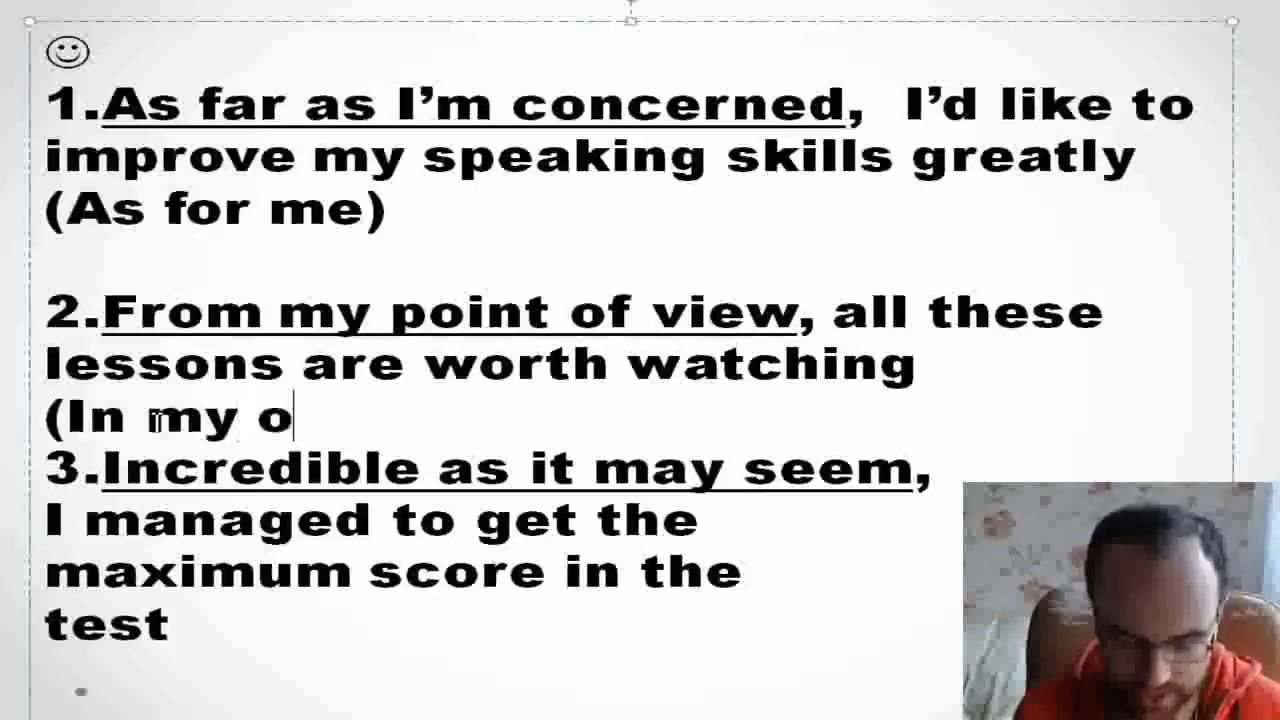 1.As far as I’m concerned, I’d like to
improve my speaking skills greatly
(As for me)
2.From my point of view, all these
lessons are worth watching
(In my o
3.Incredible as it may seem,
I managed to get the
maximum score in the
test